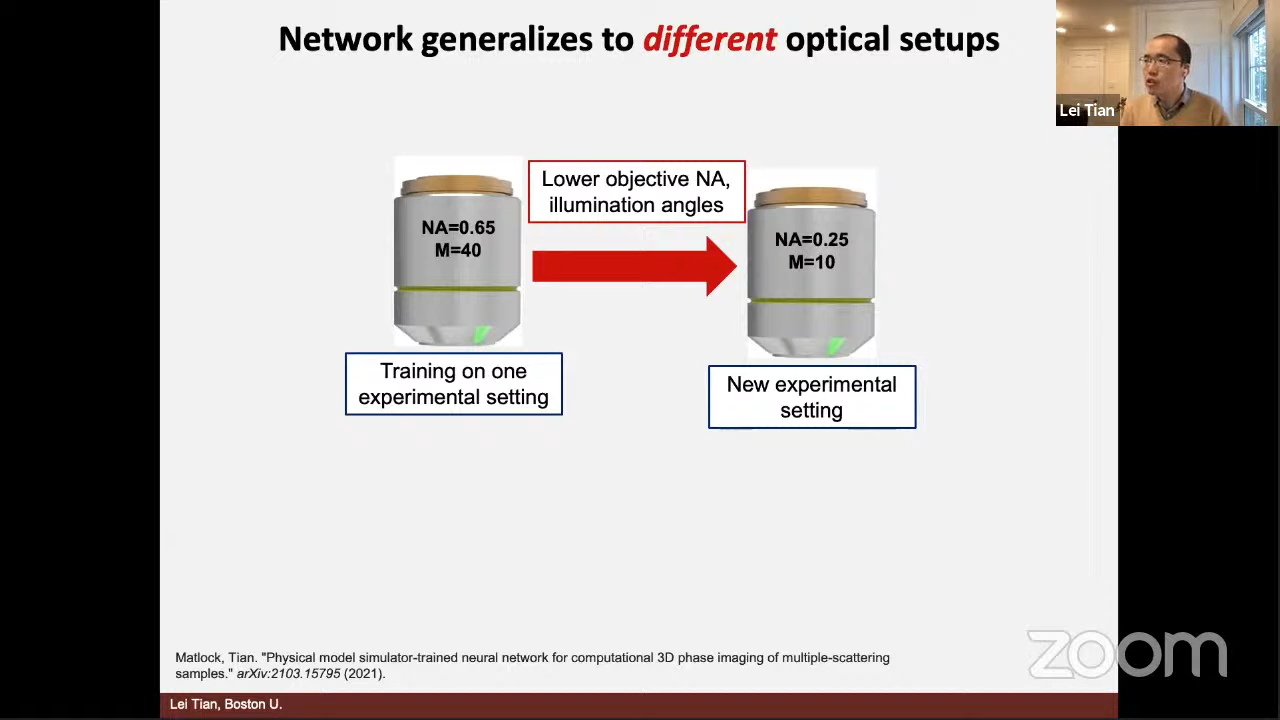 Network generalizes to different optical setups
Lei Tian
Lower objective NA,
illumination angles
NA=0.65
M=40
NA=0.25
M=10
Training on one
experimental setting
New experimental
setting
Matlock, Tian. "Physical model simulator-trained neural network for computational 3D phase imaging of multiple-scattering
samples." arXiv:2103.15795 (2021).
zoom
Lei Tian, Boston U.